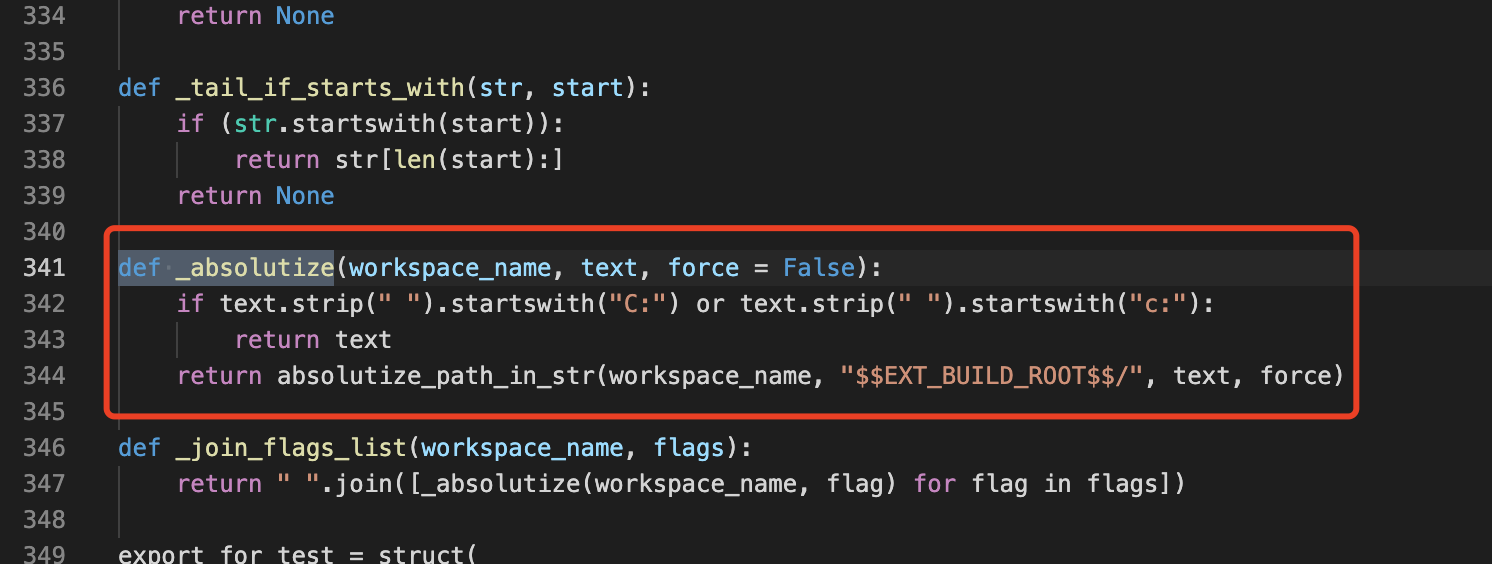 334 return None
335
336 def _tail_if_starts_with(str, start):
337 if (str.startswith(start)):
338 return str[len(start):]
339 return None
340
341 def _absolutize(workspace_name, text, force = False):
342 if text.strip(" ").startswith("C:") or text.strip(" ").startswith("c:"):
343 return text
344 return absolutize_path_in_str(workspace_name, "$$EXT_BUILD_ROOT$$/", text, force)
345
346 def _join_flags_list(workspace_name, flags):
347 return " ".join([_absolutize(workspace_name, flag) for flag in flags])
348
349 export_for_test = struct(